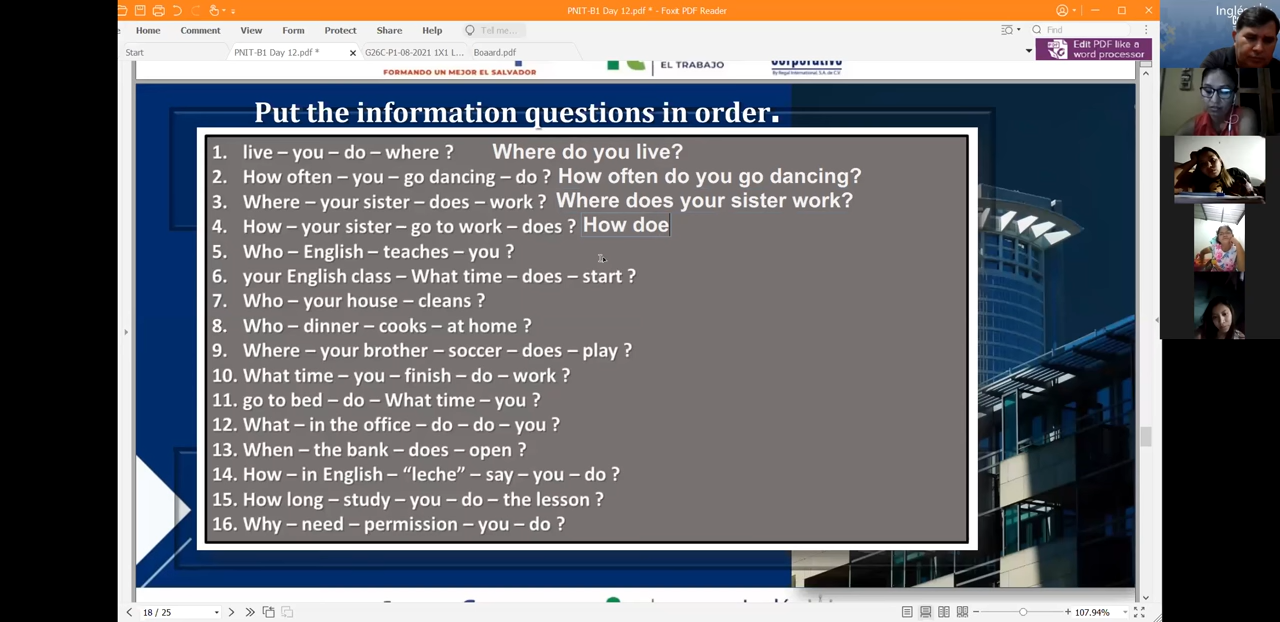 PNIT-B1 Day 12.pdf * - Foxit PDF Reader
Home Comment View Form Protect Share Help Tell me... Find
Start PNIT-B1 Day 12.pdf * G26C-P1-08-2021 1X1 L... Boaard.pdf
Edit PDF like a
word processor
FORMANDO UN MEJOR EL SALVADOR
EL TRABAJO
Corporativo
By Regal International, S.A. de C.V.
Put the information questions in order.
1. live – you – do – where ? Where do you live?
2. How often – you – go dancing – do ? How often do you go dancing?
3. Where – your sister – does – work ? Where does your sister work?
4. How – your sister – go to work – does ? How doe
5. Who – English – teaches – you ?
6. your English class – What time – does – start ?
7. Who – your house – cleans ?
8. Who – dinner – cooks – at home ?
9. Where – your brother – soccer – does – play ?
10. What time – you – finish – do – work ?
11. go to bed – do – What time – you ?
12. What – in the office – do – do – you ?
13. When – the bank – does – open ?
14. How – in English – “leche” – say – you – do ?
15. How long – study – you – do – the lesson ?
16. Why – need – permission – you – do ?
18 / 25
107.94%